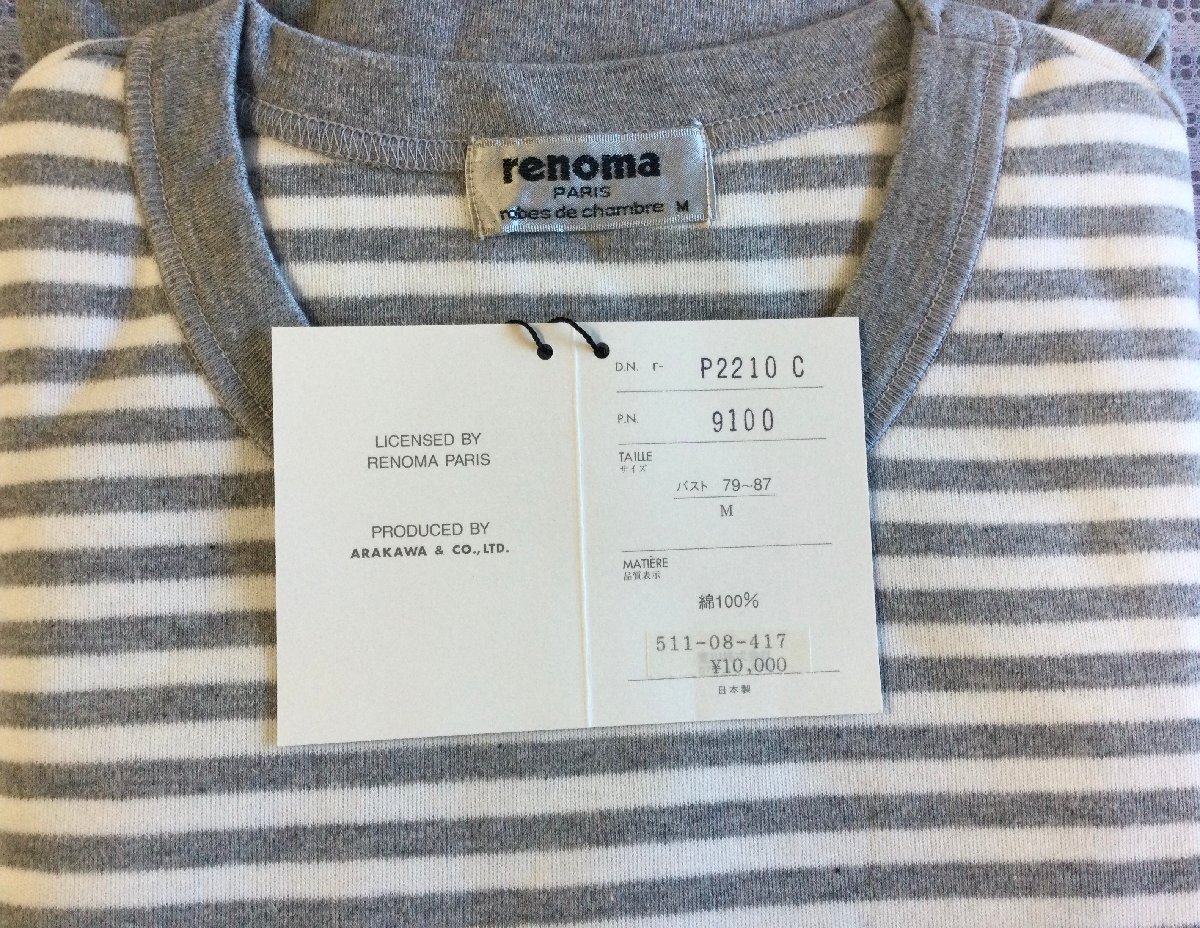 renoma
PARIS
robes de chambre M
LICENSED BY
RENOMA PARIS
PRODUCED BY
ARAKAWA & CO., LTD.
D.N. r- P2210 C
P.N. 9100
TAILLE
サイズ
バスト 79~87
M
MATIÈRE
品質表示
綿100%
511-08-417
¥10,000
日本製